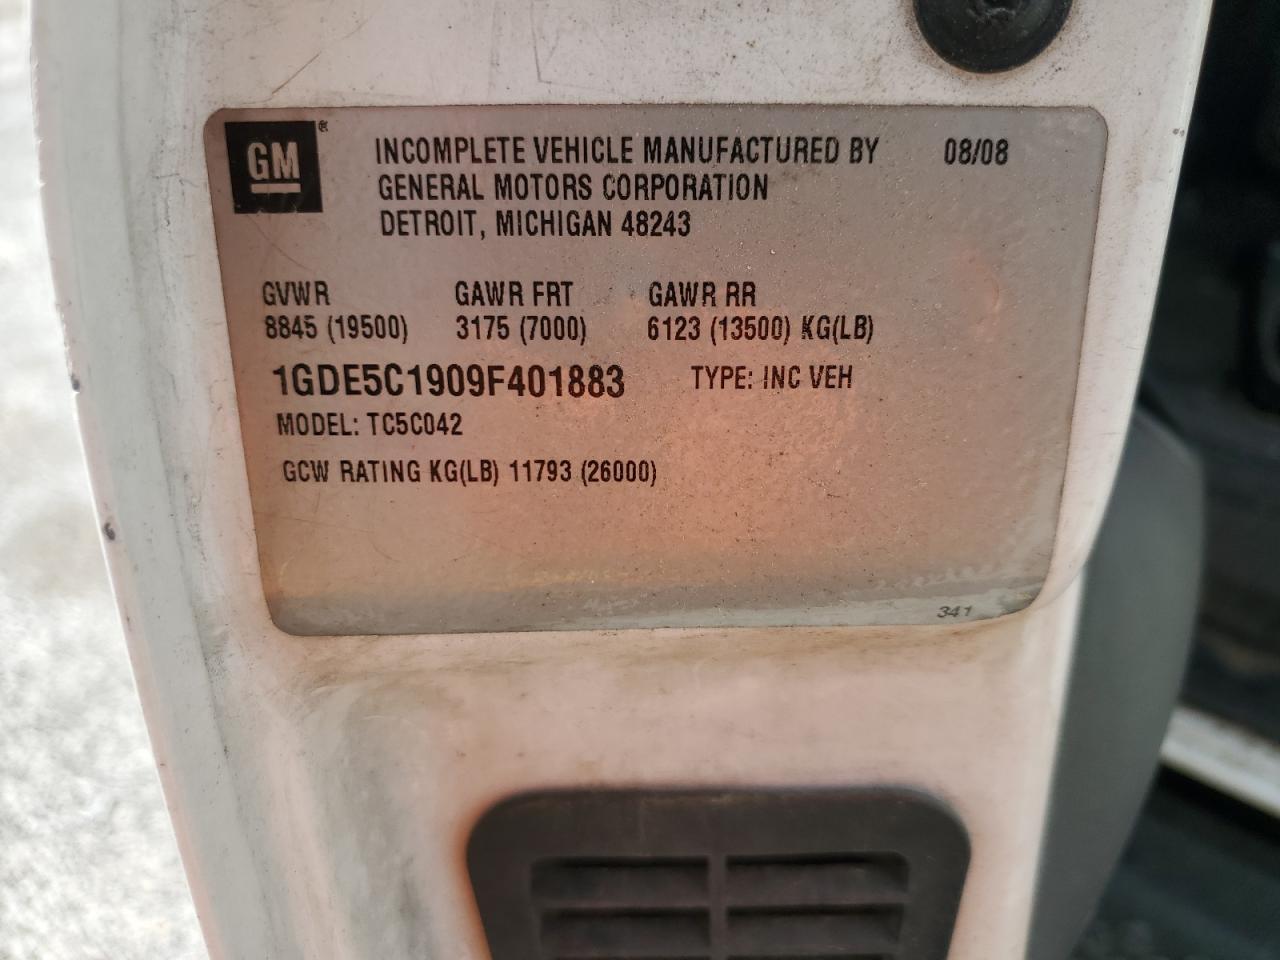 GM®
INCOMPLETE VEHICLE MANUFACTURED BY 08/08
GENERAL MOTORS CORPORATION
DETROIT, MICHIGAN 48243
GVWR GAWR FRT GAWR RR
8845 (19500) 3175 (7000) 6123 (13500) KG(LB)
1GDE5C1909F401883 TYPE: INC VEH
MODEL: TC5C042
GCW RATING KG(LB) 11793 (26000)
341